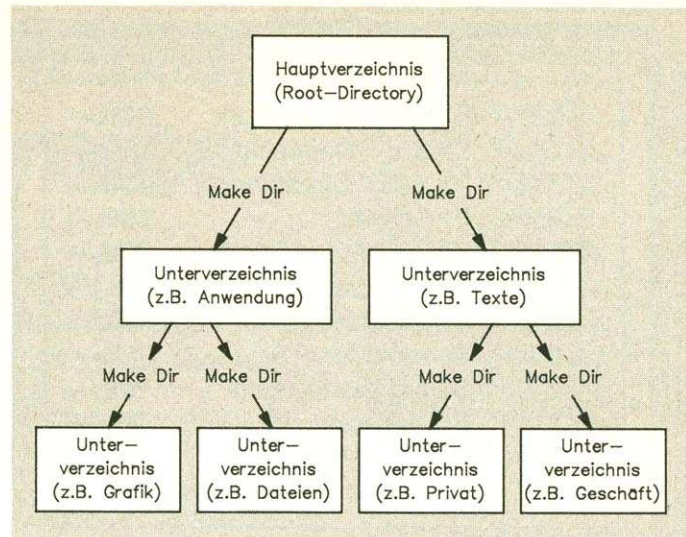 Hauptverzeichnis
(Root-Directory)
Make Dir
Make Dir
Unterverzeichnis
(z.B. Anwendung)
Unterverzeichnis
(z.B. Texte)
Make Dir
Make Dir
Make Dir
Make Dir
Unter-
verzeichnis
(z.B. Grafik)
Unter-
verzeichnis
(z.B. Dateien)
Unter-
verzeichnis
(z.B. Privat)
Unter-
verzeichnis
(z.B. Geschäft)